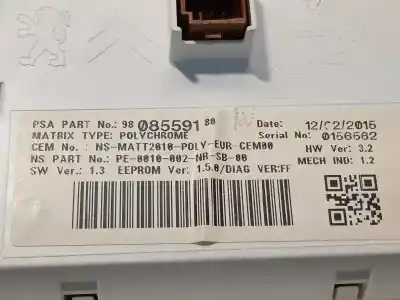 PSA PART No.: 98 085591 80 Date: 12/02/2015
MATRIX TYPE: POLYCHROME Serial No: 0156562
CEM No.: NS-MATT2010-POLY-EUR-CEM00 HW Ver: 3.2
NS PART No: PE-0010-002-NR-SB-00 MECH IND: 1.2
SW Ver.: 1.3 EEPROM Ver: 1.5.0/DIAG VER:FF